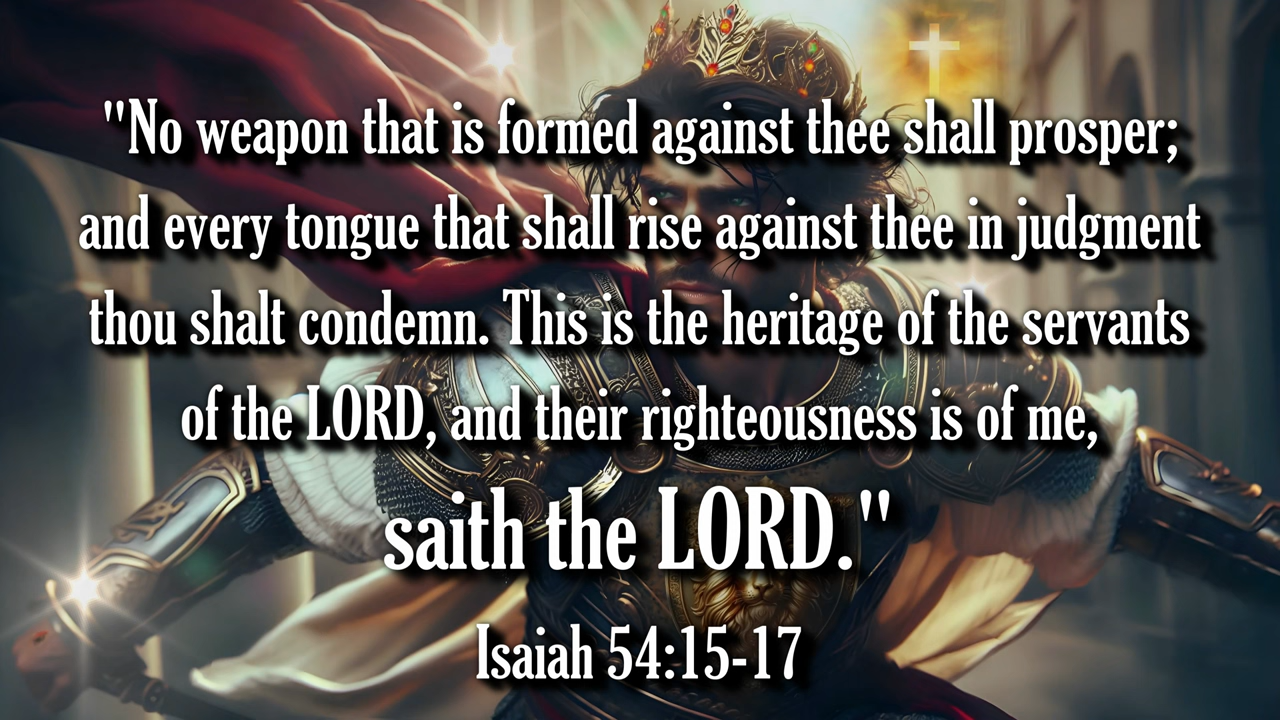 "No weapon that is formed against thee shall prosper;
and every tongue that shall rise against thee in judgment
thou shalt condemn. This is the heritage of the servants
of the LORD, and their righteousness is of me,
saith the LORD."
Isaiah 54:15-17